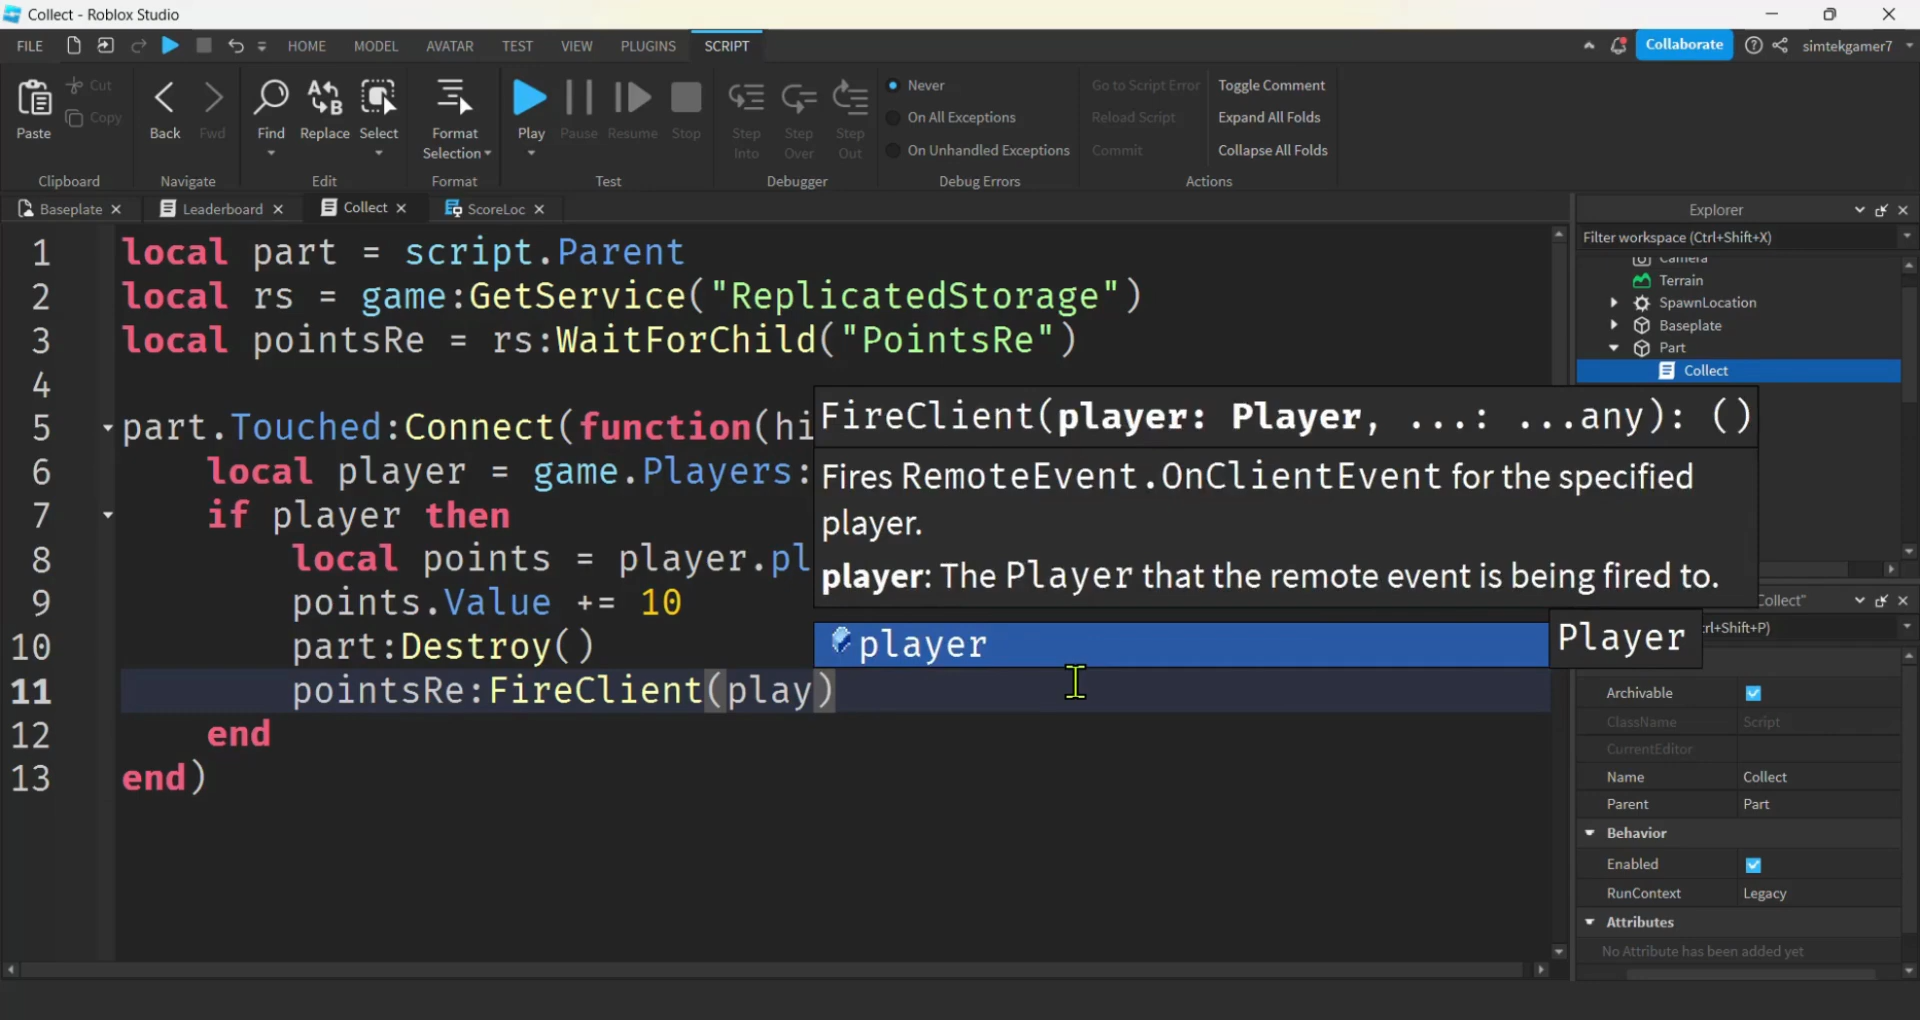 Collect - Roblox Studio
FILE HOME MODEL AVATAR TEST VIEW PLUGINS SCRIPT Collaborate simtekgamer7
Paste Cut Copy Back Fwd Find Replace Select Format Selection Play Pause Resume Stop Step Into Step Over Step Out
Never
On All Exceptions
On Unhandled Exceptions
Go to Script Error
Reload Script
Commit
Toggle Comment
Expand All Folds
Collapse All Folds
Clipboard Navigate Edit Format Test Debugger Debug Errors Actions
Baseplate Leaderboard Collect ScoreLoc
1 local part = script.Parent
2 local rs = game:GetService("ReplicatedStorage")
3 local pointsRe = rs:WaitForChild("PointsRe")
4
5 part.Touched:Connect(function(hi
6 local player = game.Players:
7 if player then
8 local points = player.pl
9 points.Value += 10
10 part:Destroy()
11 pointsRe:FireClient(play)
12 end
13 end)
FireClient(player: Player, ...: ...any): ()
Fires RemoteEvent.OnClientEvent for the specified
player.
player: The Player that the remote event is being fired to.
player
Player
Explorer
Filter workspace (Ctrl+Shift+X)
Camera
Terrain
SpawnLocation
Baseplate
Part
Collect
Collect"
rl+Shift+P)
Archivable
ClassName Script
CurrentEditor
Name Collect
Parent Part
Behavior
Enabled
RunContext Legacy
Attributes
No Attribute has been added yet